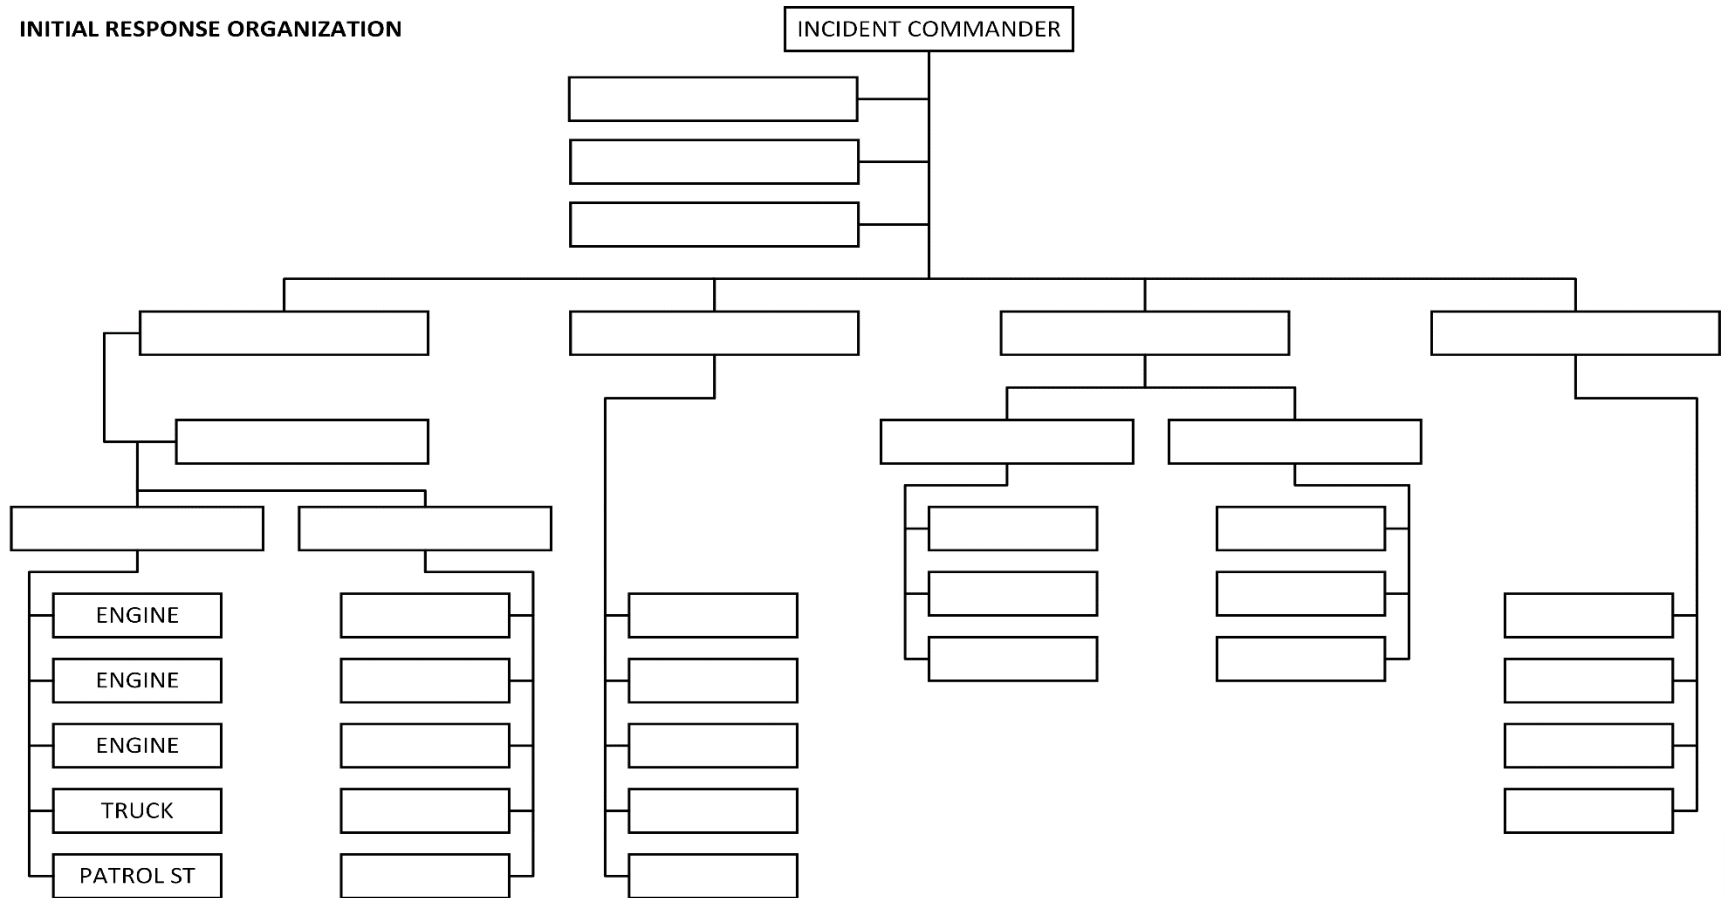 INITIAL RESPONSE ORGANIZATION
INCIDENT COMMANDER
ENGINE
ENGINE
ENGINE
TRUCK
PATROL ST